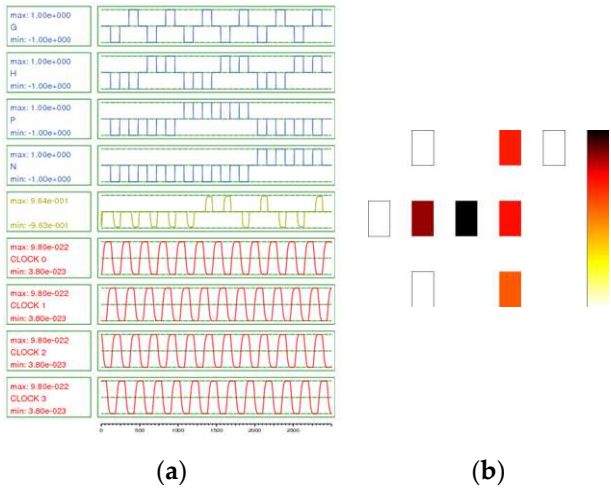 max: 1.00e+000
G
min: -1.00e+000
max: 1.00e+000
H
min: -1.00e+000
max: 1.00e+000
P
min: -1.00e+000
max: 1.00e+000
N
min: -1.00e+000
max: 9.64e-001
min: -9.63e-001
max: 9.80e-022
CLOCK 0
min: 3.80e-023
max: 9.80e-022
CLOCK 1
min: 3.80e-023
max: 9.80e-022
CLOCK 2
min: 3.80e-023
max: 9.80e-022
CLOCK 3
min: 3.80e-023
0 500 1000 1500 2000 2500
(a) (b)